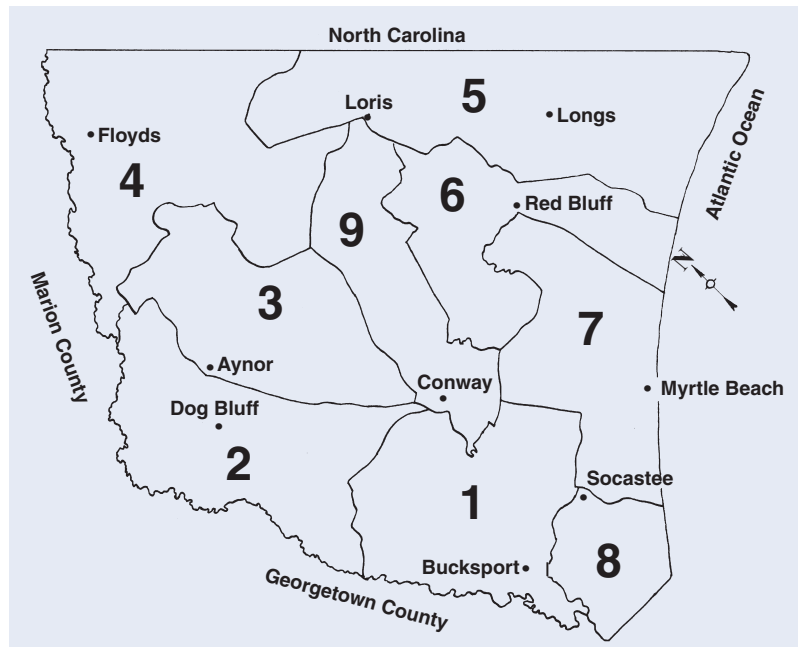 North Carolina
5
Loris
Longs
Floyds
Atlantic Ocean
4
6
Red Bluff
9
N
Marion County
3
7
Aynor
Conway
Myrtle Beach
Dog Bluff
2
Socastee
1
8
Bucksport
Georgetown County